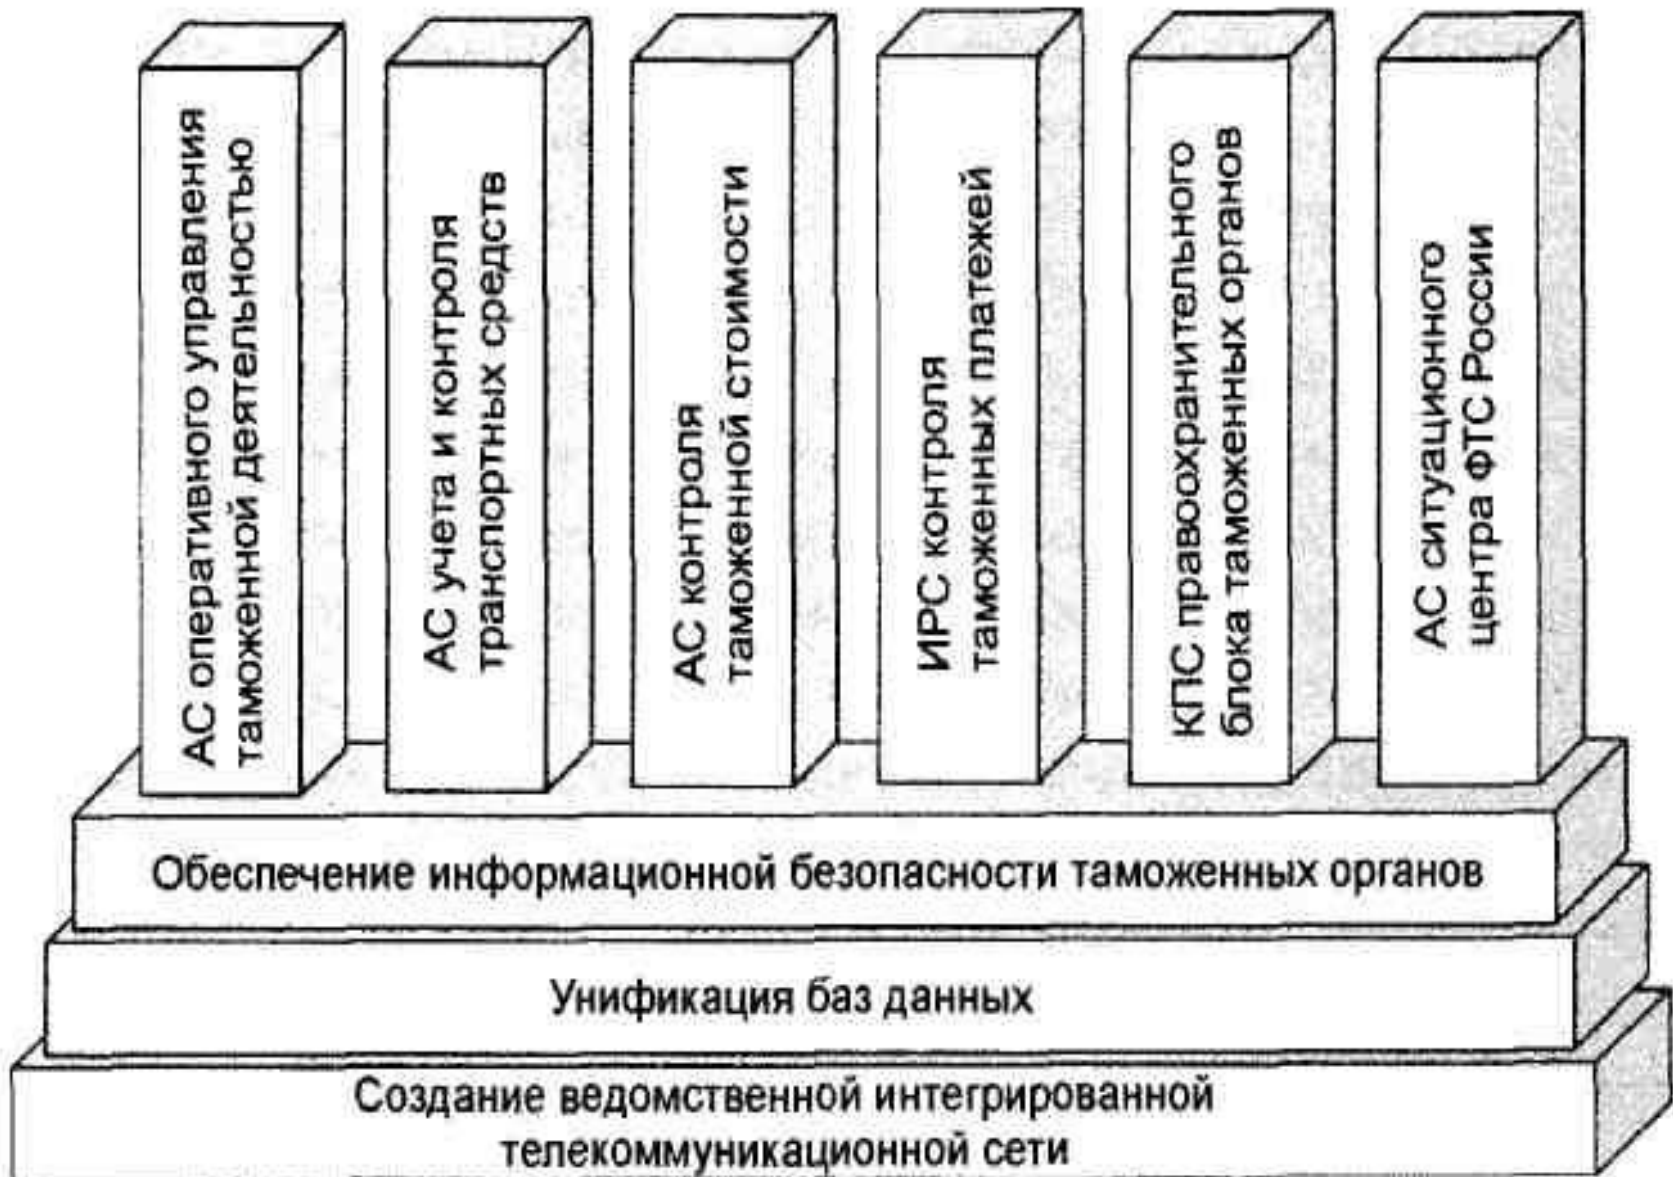 АС оперативного управления
таможенной деятельностью
АС учета и контроля
транспортных средств
АС контроля
таможенной стоимости
ИРС контроля
таможенных платежей
КПС правоохранительного
блока таможенных органов
АС ситуационного
центра ФТС России
Обеспечение информационной безопасности таможенных органов
Унификация баз данных
Создание ведомственной интегрированной
телекоммуникационной сети